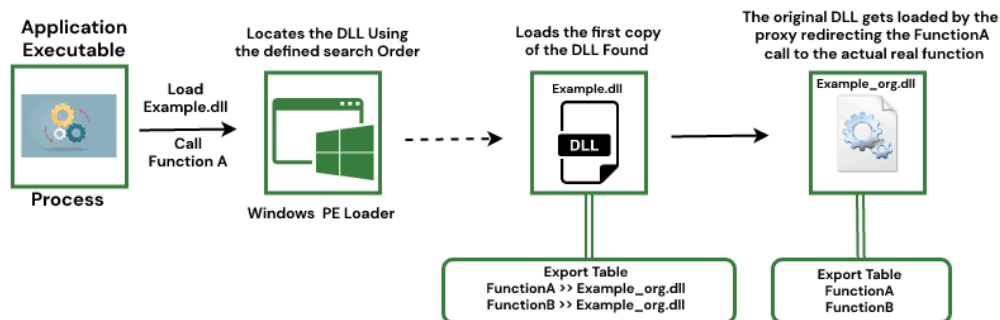 Application
Executable
Process
Load
Example.dll
Call
Function A
Locates the DLL Using
the defined search Order
Windows PE Loader
Loads the first copy
of the DLL Found
Example.dll
DLL
Export Table
FunctionA >> Example_org.dll
FunctionB >> Example_org.dll
The original DLL gets loaded by the
proxy redirecting the FunctionA
call to the actual real function
Example_org.dll
Export Table
FunctionA
FunctionB